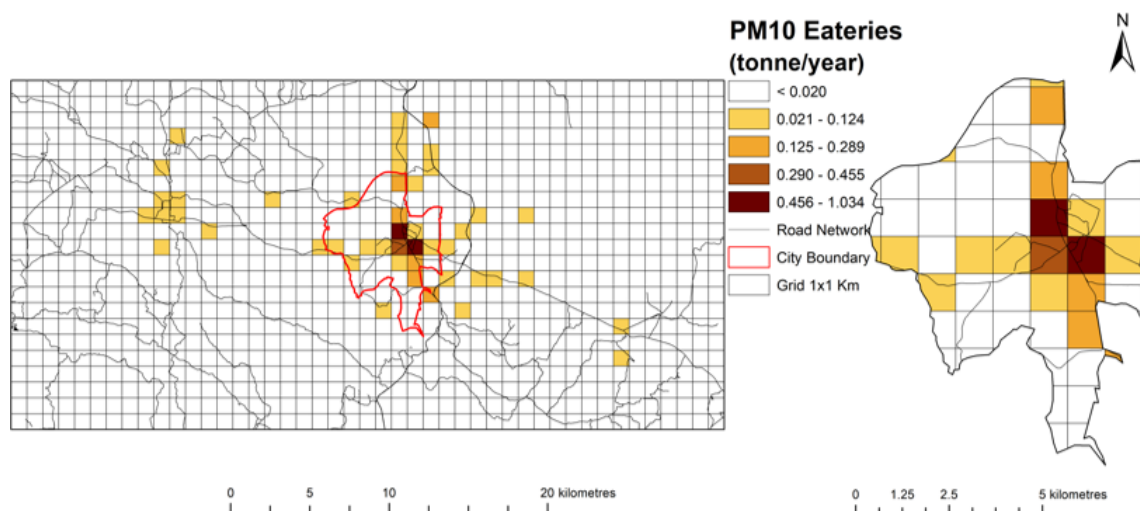 PM10 Eateries
(tonne/year)
< 0.020
0.021 - 0.124
0.125 - 0.289
0.290 - 0.455
0.456 - 1.034
Road Network
City Boundary
Grid 1x1 Km
N
0 5 10 20 kilometres
0 1.25 2.5 5 kilometres